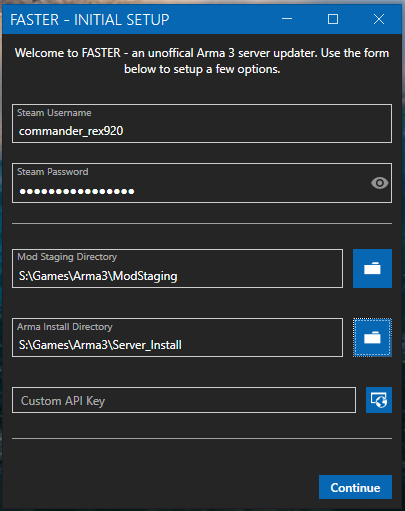 FASTER - INITIAL SETUP
Welcome to FASTER - an unoffical Arma 3 server updater. Use the form
below to setup a few options.
Steam Username
commander_rex920
Steam Password
●●●●●●●●●●●●●●●●
Mod Staging Directory
S:\Games\Arma3\ModStaging
Arma Install Directory
S:\Games\Arma3\Server_Install
Custom API Key
Continue